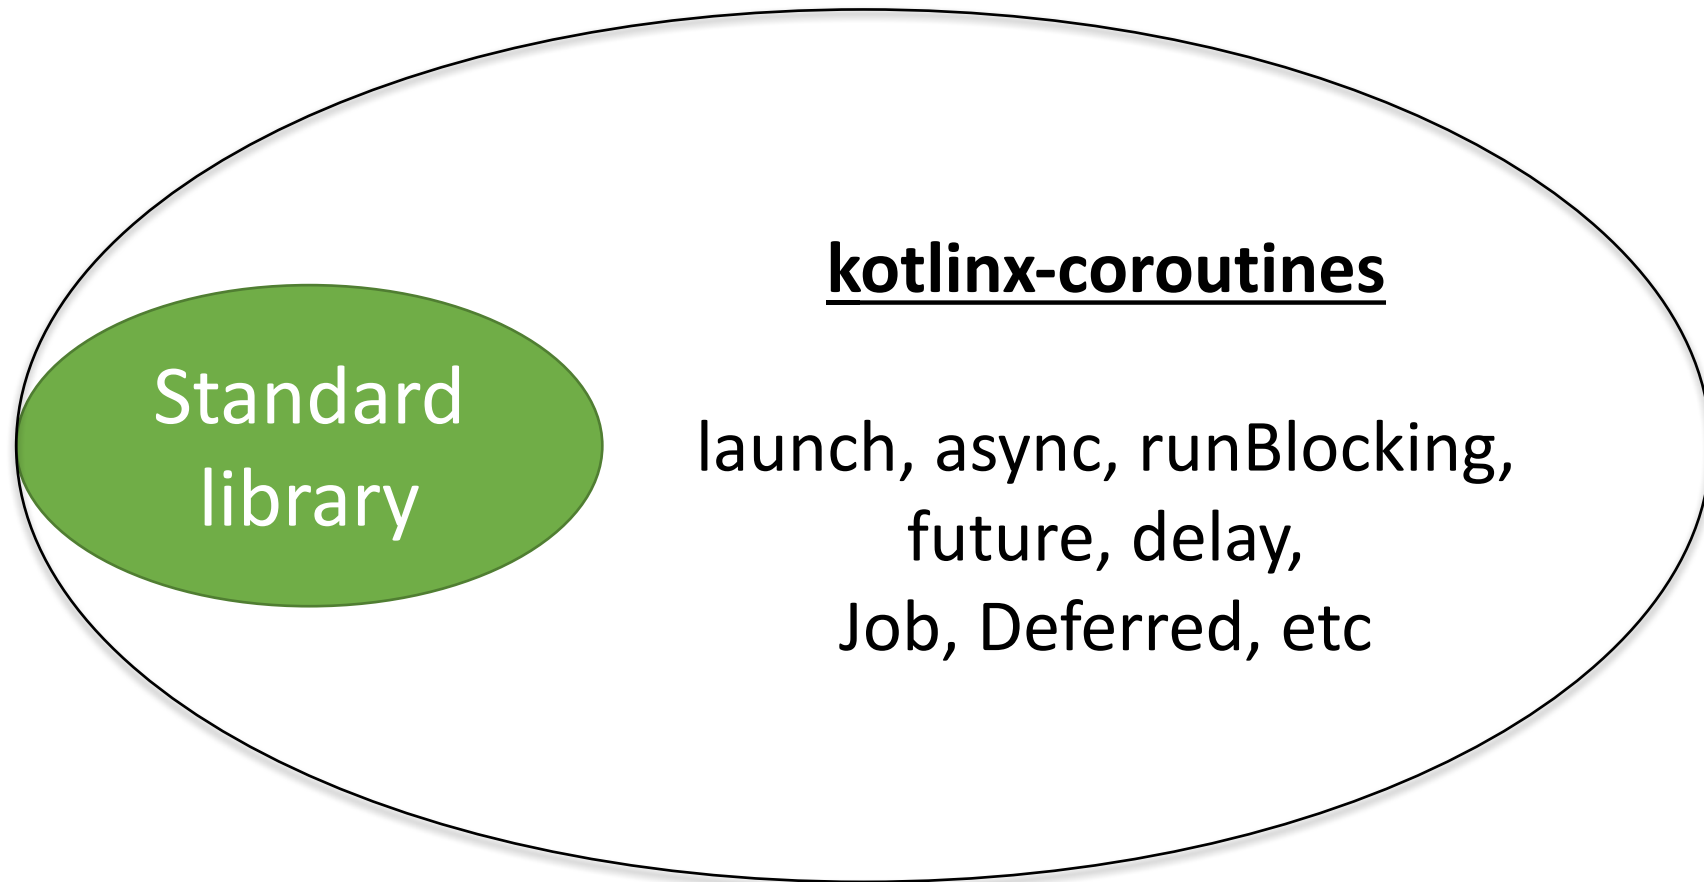 Standard
library
kotlinx-coroutines
launch, async, runBlocking,
future, delay,
Job, Deferred, etc